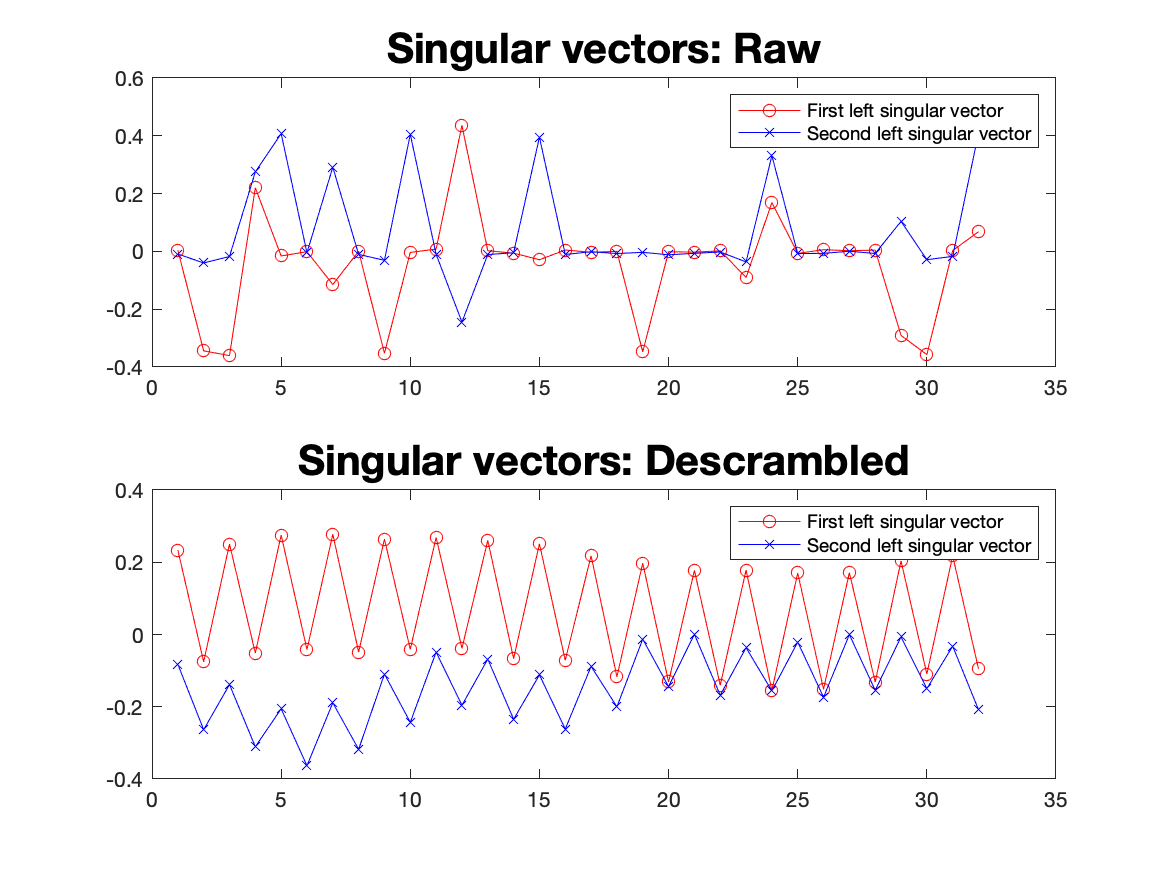 Singular vectors: Raw
0.6
0.4
0.2
0
-0.2
-0.4
First left singular vector
Second left singular vector
0 5 10 15 20 25 30 35
Singular vectors: Descrambled
0.4
0.2
0
-0.2
-0.4
First left singular vector
Second left singular vector
0 5 10 15 20 25 30 35